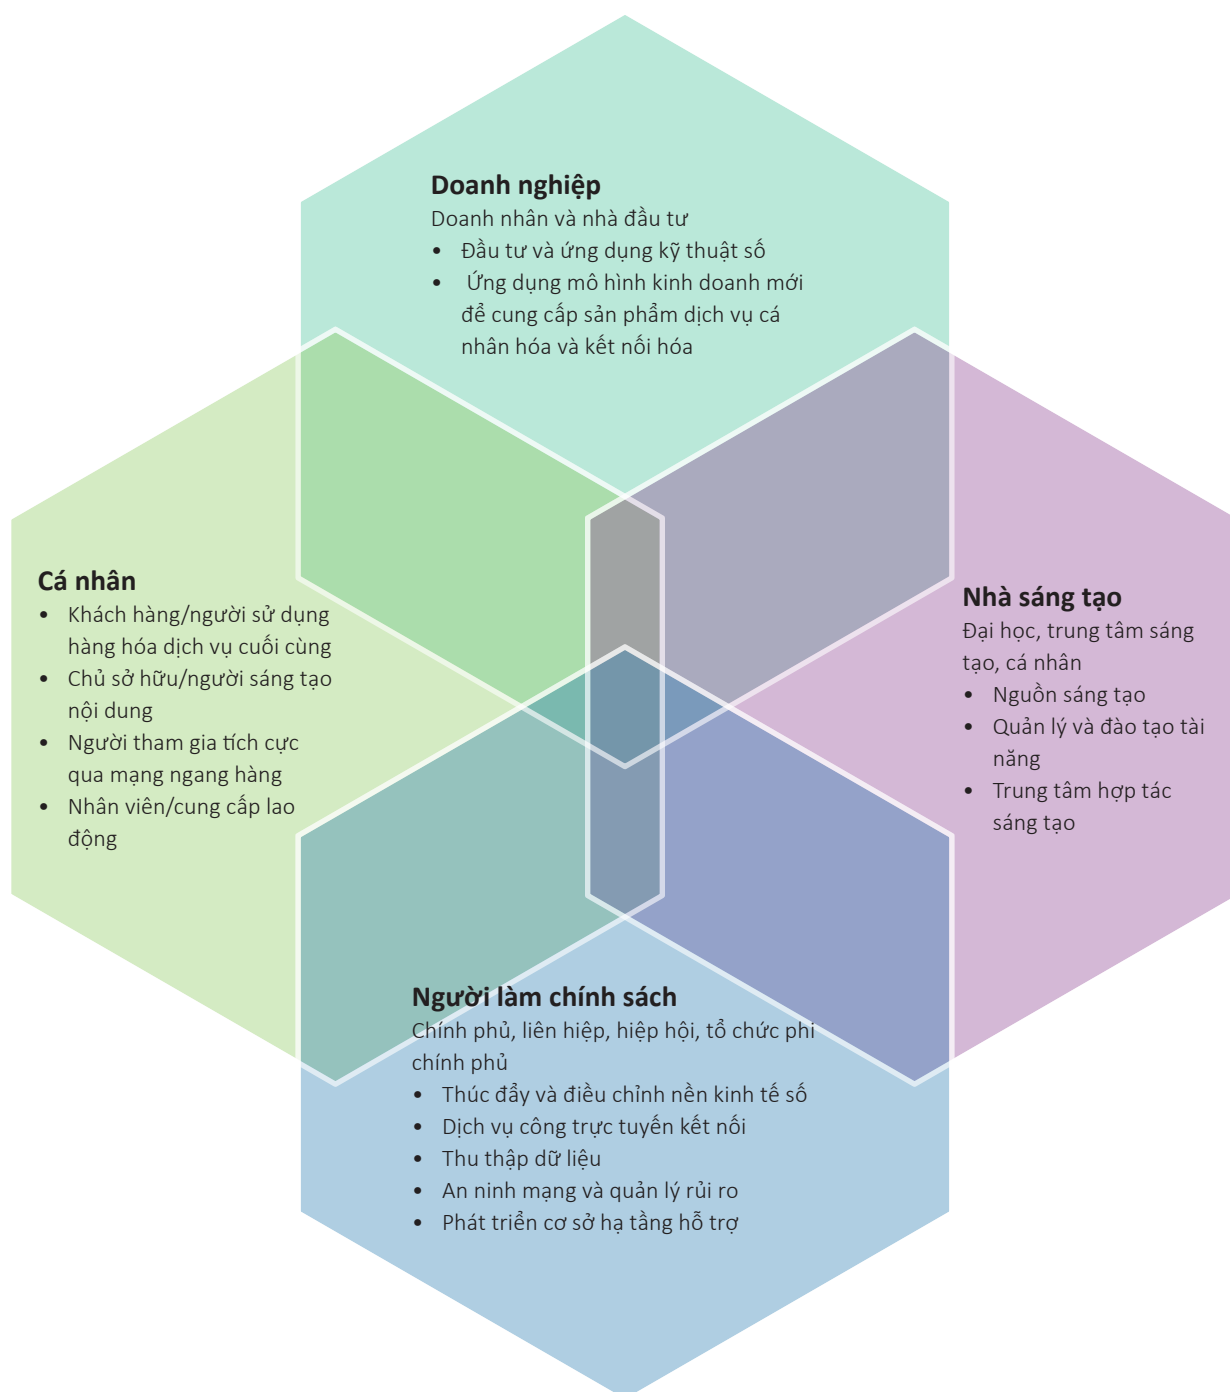 Doanh nghiệp
Doanh nhân và nhà đầu tư
• Đầu tư và ứng dụng kỹ thuật số
• Ứng dụng mô hình kinh doanh mới
để cung cấp sản phẩm dịch vụ cá
nhân hóa và kết nối hóa
Cá nhân
• Khách hàng/người sử dụng
hàng hóa dịch vụ cuối cùng
• Chủ sở hữu/người sáng tạo
nội dung
• Người tham gia tích cực
qua mạng ngang hàng
• Nhân viên/cung cấp lao
động
Nhà sáng tạo
Đại học, trung tâm sáng
tạo, cá nhân
• Nguồn sáng tạo
• Quản lý và đào tạo tài
năng
• Trung tâm hợp tác
sáng tạo
Người làm chính sách
Chính phủ, liên hiệp, hiệp hội, tổ chức phi
chính phủ
• Thúc đẩy và điều chỉnh nền kinh tế số
• Dịch vụ công trực tuyến kết nối
• Thu thập dữ liệu
• An ninh mạng và quản lý rủi ro
• Phát triển cơ sở hạ tầng hỗ trợ